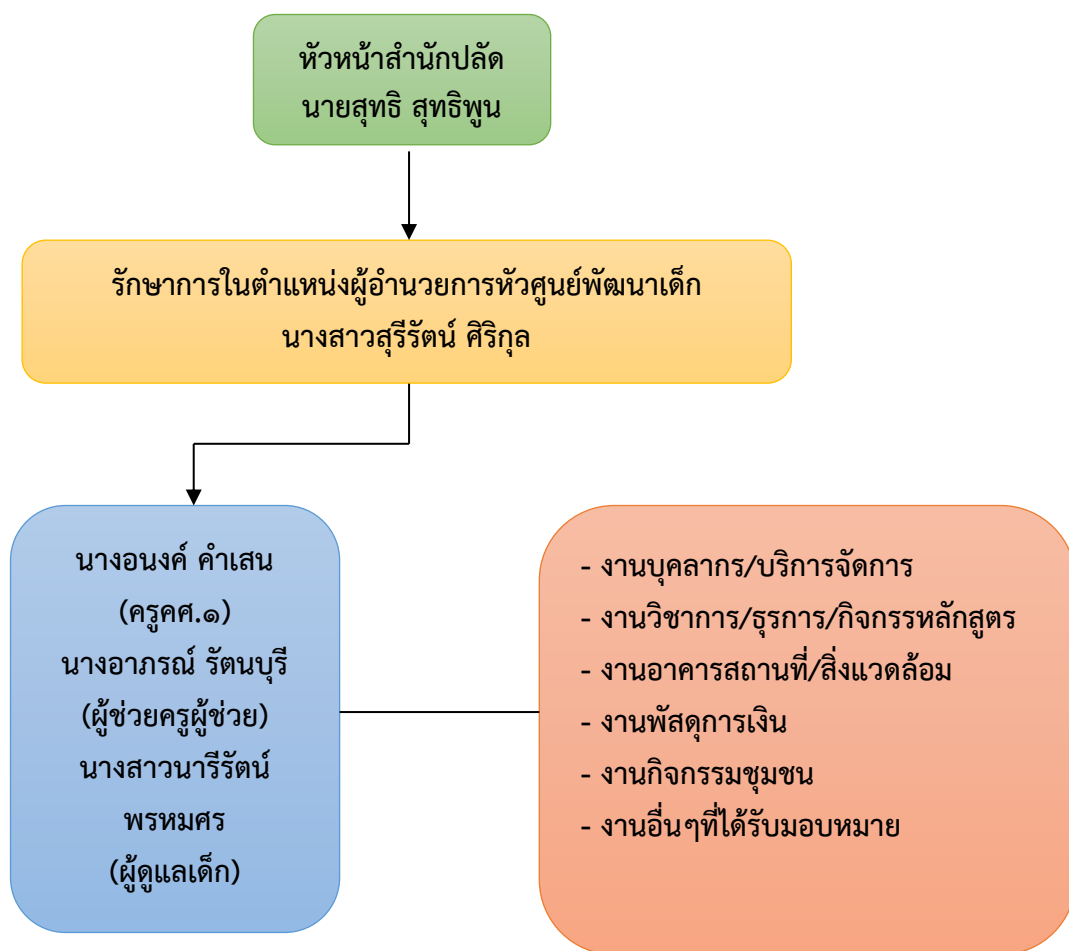 หัวหน้าสำนักปลัด
นายสุทธิ สุทธิพูน
รักษาการในตำแหน่งผู้อำนวยการหัวศูนย์พัฒนาเด็ก
นางสาวสุรีรัตน์ ศิริกุล
นางอนงค์ คำเสน
(ครูคศ.๑)
นางอาภรณ์ รัตนบุรี
(ผู้ช่วยครูผู้ช่วย)
นางสาวนารีรัตน์
พรหมศร
(ผู้ดูแลเด็ก)
- งานบุคลากร/บริการจัดการ
- งานวิชาการ/ธุรการ/กิจกรรหลักสูตร
- งานอาคารสถานที่/สิ่งแวดล้อม
- งานพัสดุการเงิน
- งานกิจกรรมชุมชน
- งานอื่นๆที่ได้รับมอบหมาย